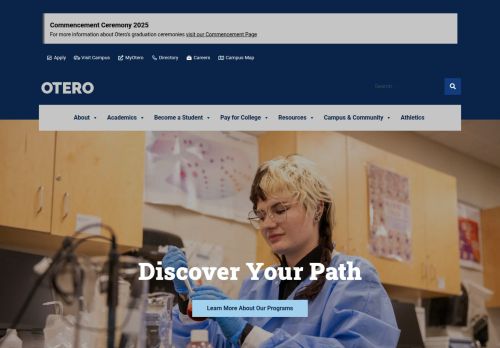 Commencement Ceremony 2025
For more information about Otero's graduation ceremonies visit our Commencement Page
Apply Visit Campus MyOtero Directory Careers Campus Map
OTERO
Search
About Academics Become a Student Pay for College Resources Campus & Community Athletics
Discover Your Path
Learn More About Our Programs